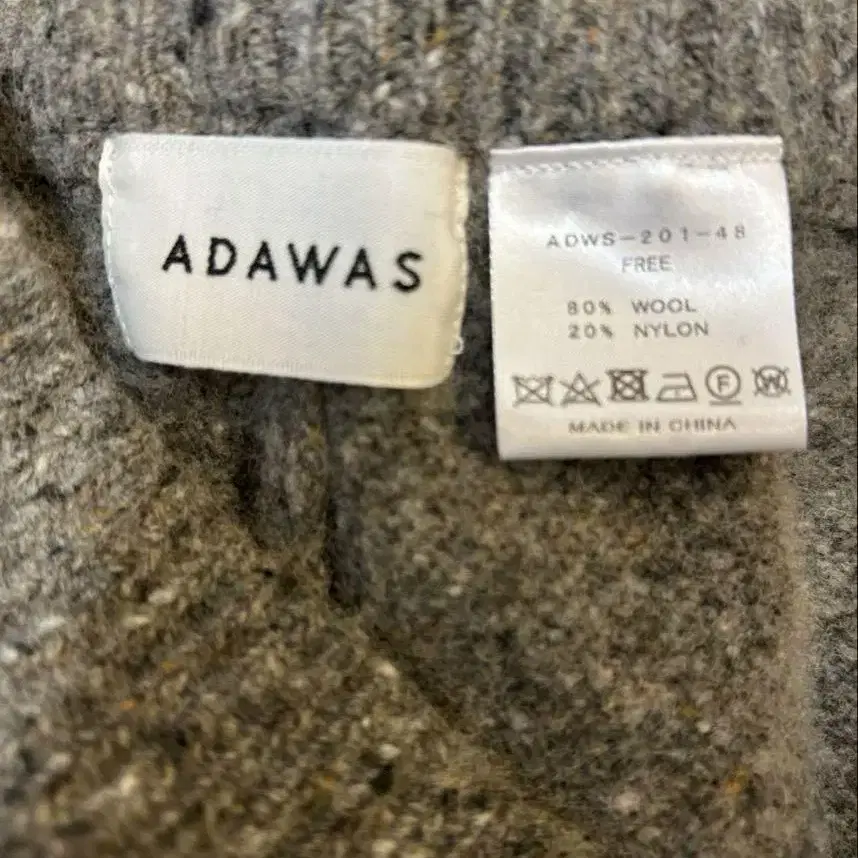 ADAWAS
ADWS-201-48
FREE
80% WOOL
20% NYLON
F W
MADE IN CHINA